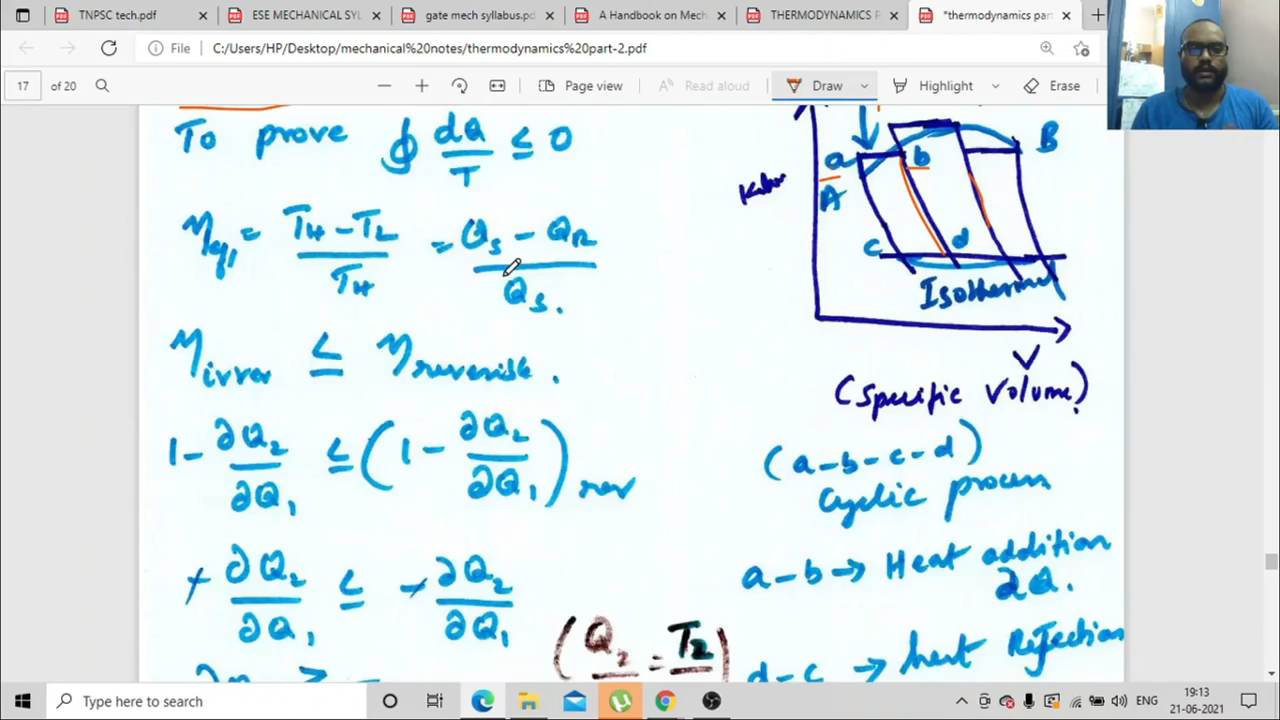 TNPSC tech.pdf
ESE MECHANICAL SYL
gate mech syllabus.pd
A Handbook on Mech
THERMODYNAMICS P
*thermodynamics par
File
C:/Users/HP/Desktop/mechanical%20notes/thermodynamics%20part-2.pdf
17 of 20
Page view
Read aloud
Draw
Highlight
Erase
To prove ∮ dQ/T ≤ 0
η = (TH - TL)/TH = (QS - QR)/QS.
ηirrev ≤ ηreversible.
1 - ∂Q2/∂Q1 ≤ (1 - ∂Q2/∂Q1) rev
∂Q2/∂Q1 ≤ - ∂Q2/∂Q1
( Q2 = T2 )
a b B
A
c d
Isothermal
V
(Specific volume)
(a-b-c-d)
Cyclic process
a-b → Heat addition
∂Q.
d-c → heat Rejection
Type here to search
ENG
19:13
21-06-2021